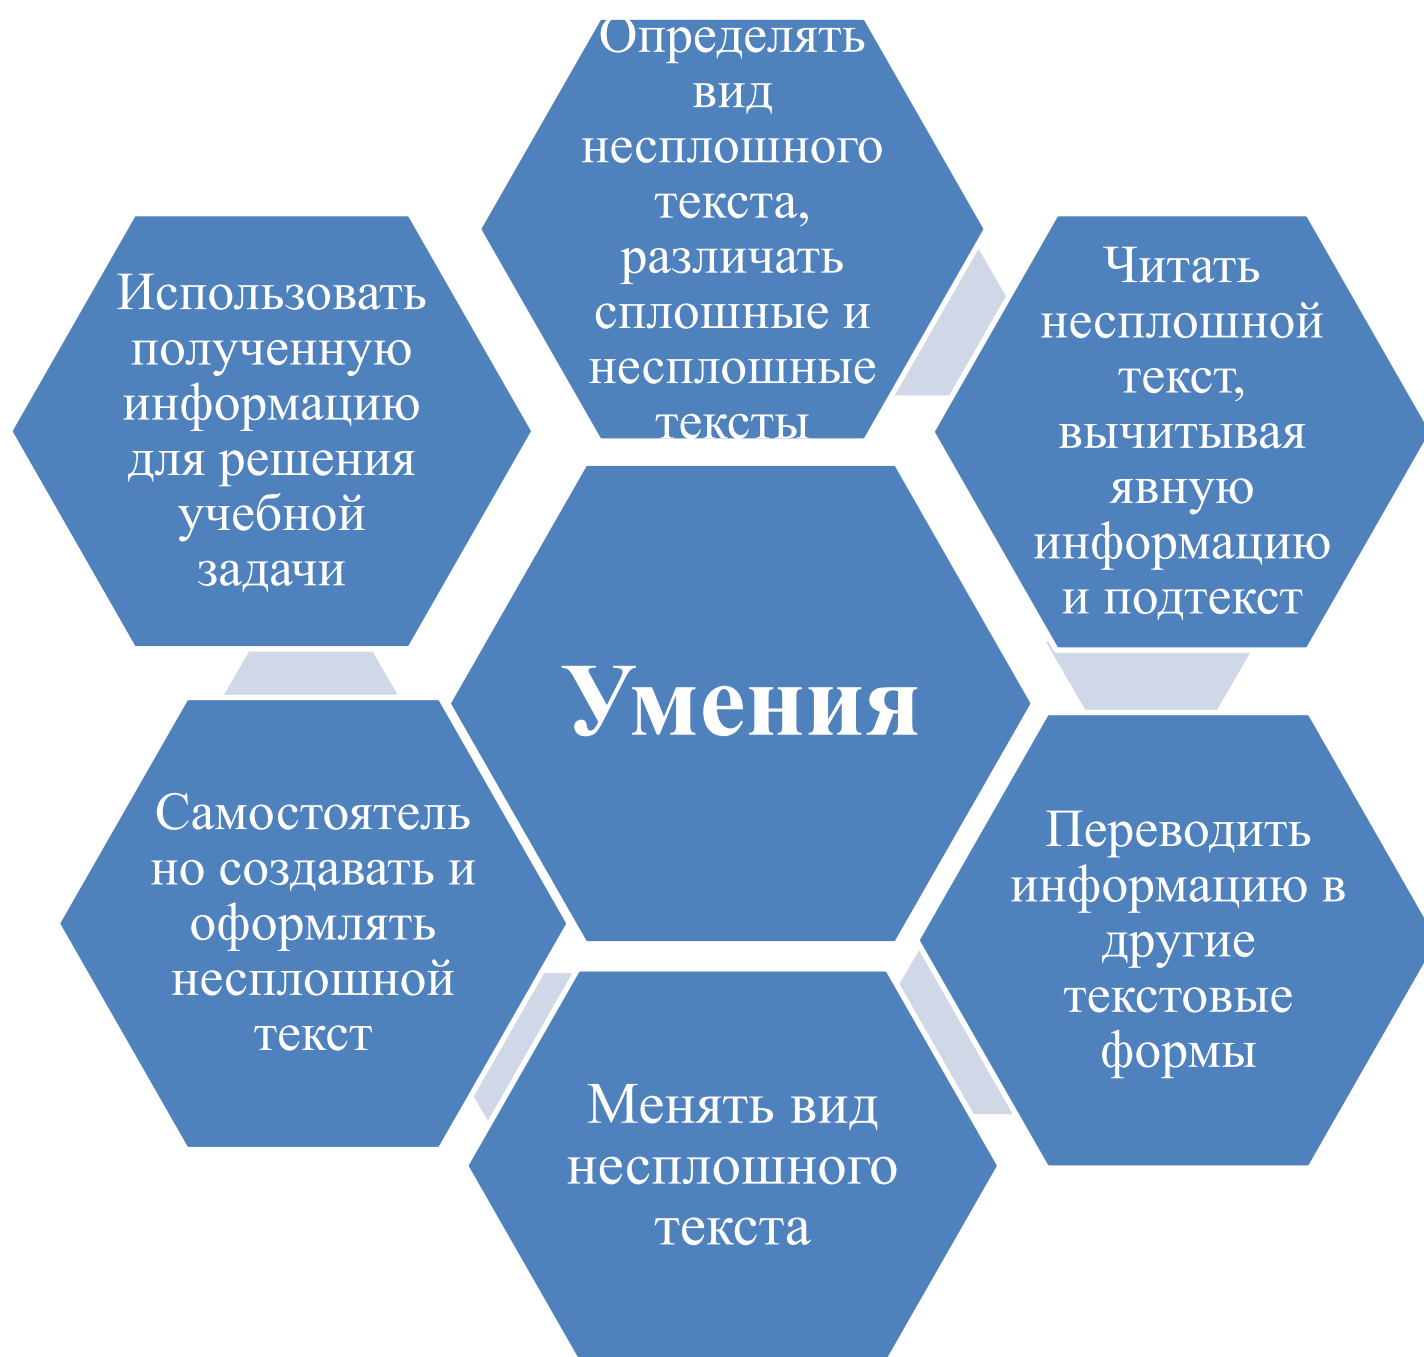 Определять
вид
несплошного
текста,
различать
сплошные и
несплошные
тексты
Читать
несплошной
текст,
вычитывая
явную
информацию
и подтекст
Переводить
информацию в
другие
текстовые
формы
Менять вид
несплошного
текста
Самостоятель
но создавать и
оформлять
несплошной
текст
Использовать
полученную
информацию
для решения
учебной
задачи
Умения